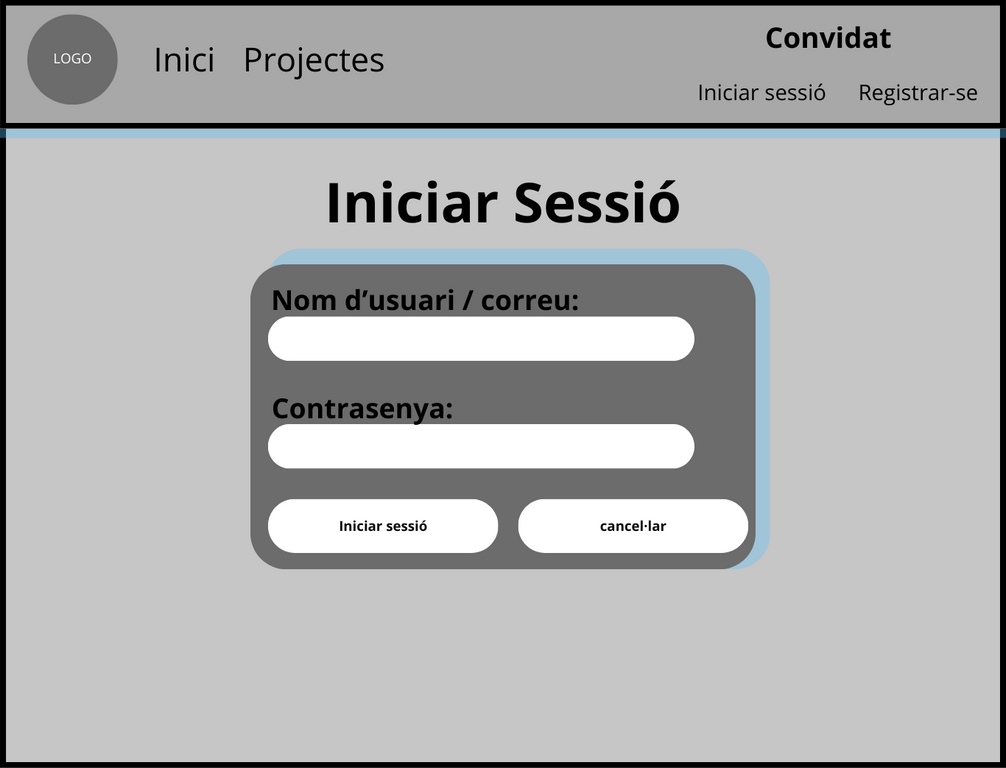 LOGO
Inici
Projectes
Convidat
Iniciar sessió
Registrar-se
Iniciar Sessió
Nom d’usuari / correu:
Contrasenya:
Iniciar sessió
cancel·lar